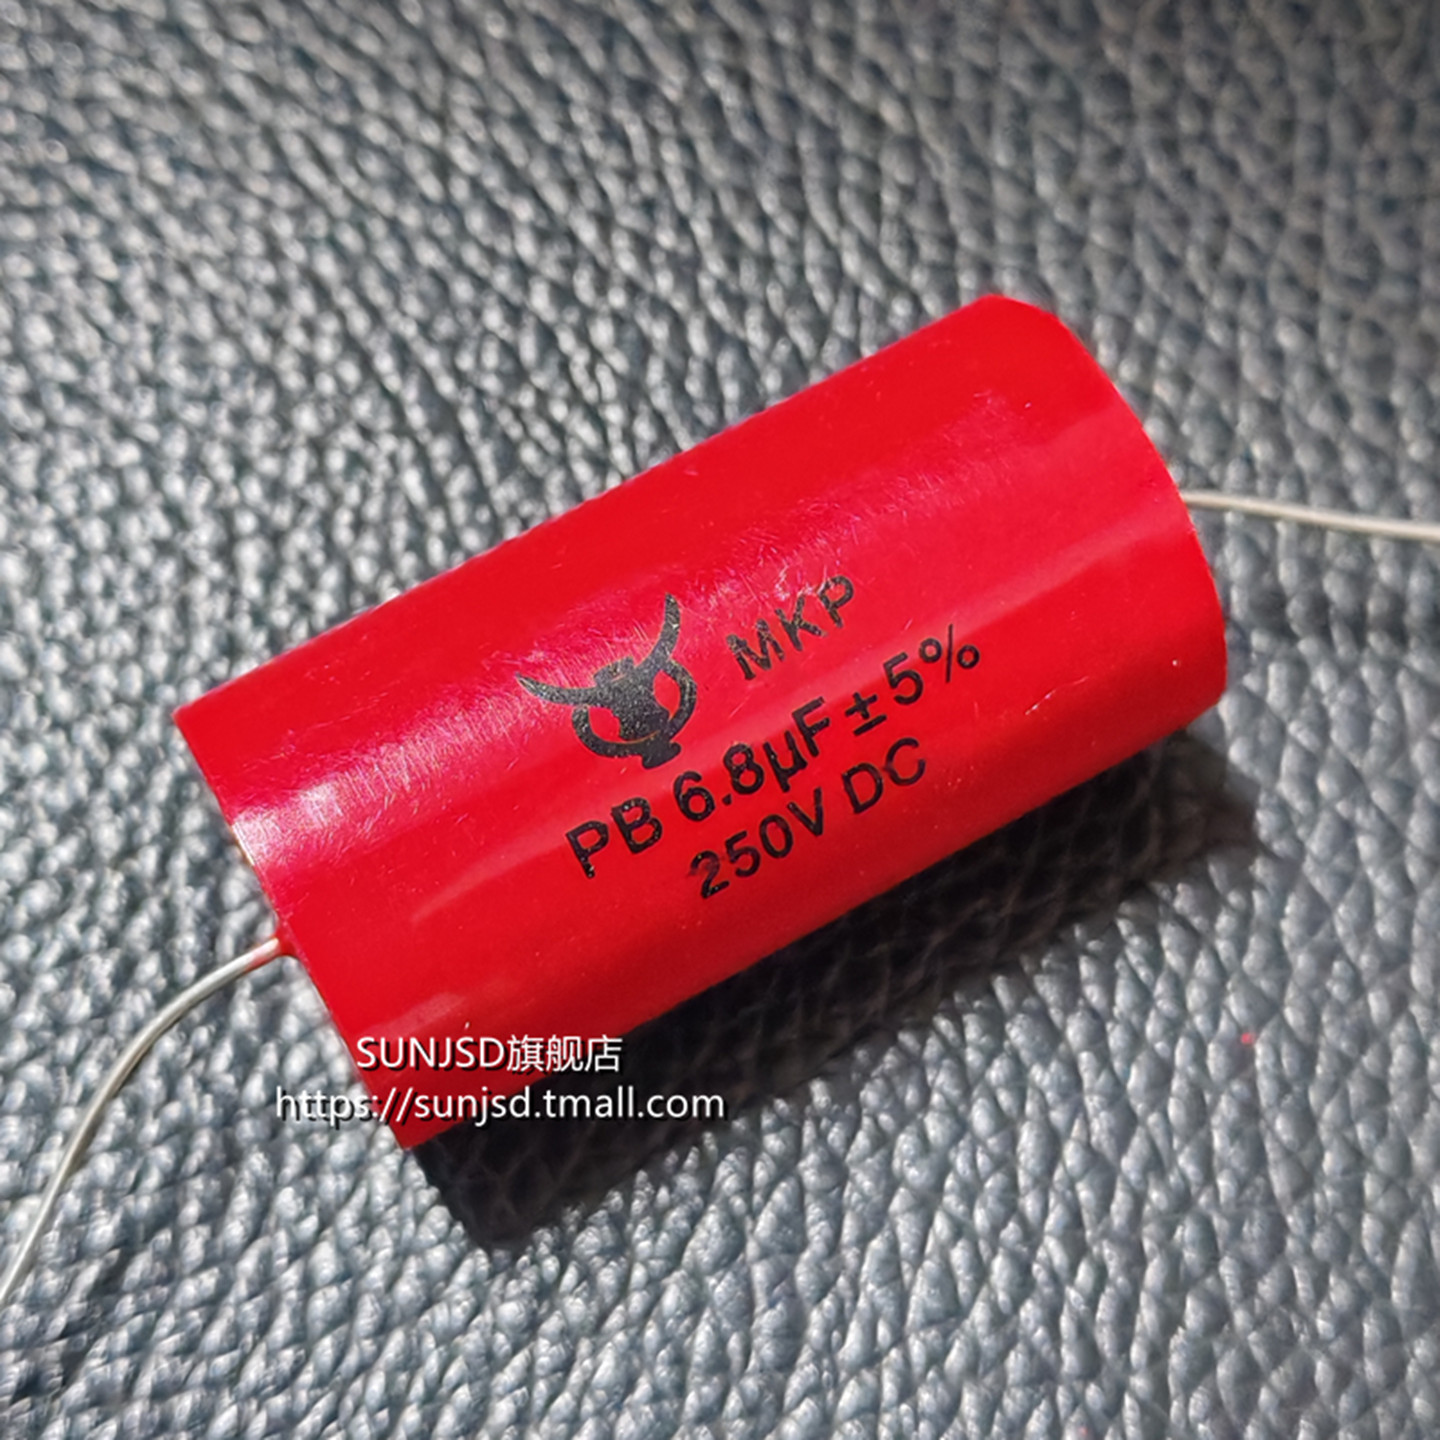 MKP
PB 6.8µF±5%
250V DC
SUNJSD旗舰店
https://sunjsd.tmall.com